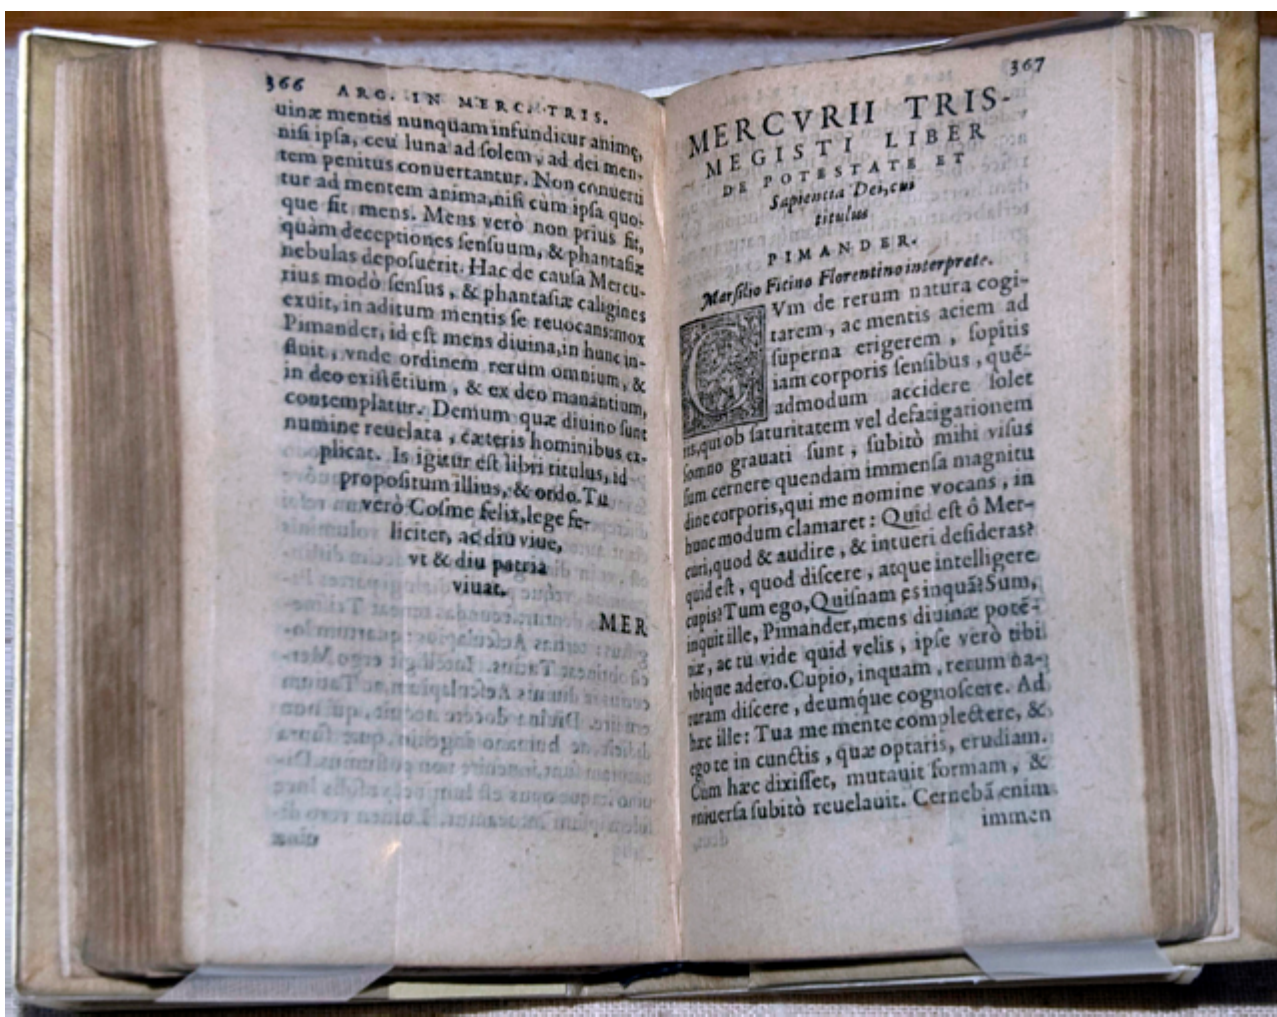 366 ARG. IN MERC. TRIS.
uinæ mentis nunquam infunditur animę,
nisi ipsa, ceu luna ad solem, ad dei men-
tem penitus conuertantur. Non conuerti
tur ad mentem anima, nisi cùm ipsa quo-
que fit mens. Mens verò non prius fit,
quàm deceptiones sensuum, & phantasiæ
nebulas deposuerit. Hac de causa Mercu-
rius modò sensus, & phantasiæ caligines
exuit, in aditum mentis se reuocans: mox
Pimander, id est mens diuina, in hunc in-
fluit, vnde ordinem rerum omnium, &
in deo existẽtium, & ex deo manantium,
contemplatur. Demum quæ diuino sunt
numine reuelata, cæteris hominibus ex-
plicat. Is igitur est libri titulus, id
propositum illius, & ordo. Tu
verò Cosme felix, lege fe-
liciter, ac diu viue,
vt & diu patria
viuat.
MER
367
MERCVRII TRIS-
MEGISTI LIBER
DE POTESTATE ET
Sapientia Dei, cui
titulus
PIMANDER.
Marsilio Ficino Florentino interprete.
CVm de rerum natura cogi-
tarem, ac mentis aciem ad
superna erigerem, sopitis
iam corporis sensibus, quẽ-
admodum accidere solet
iis, qui ob saturitatem vel defatigationem
somno grauati sunt, subitò mihi visus
sum cernere quendam immensa magnitu
dine corporis, qui me nomine vocans, in
hunc modum clamaret: Quid est ô Mer-
curi, quod & audire, & intueri desideras?
quid est, quod discere, atque intelligere
cupis? Tum ego, Quisnam es inquã? Sum,
inquit ille, Pimander, mens diuinæ potẽ-
tiæ, ac tu vide quid velis, ipse verò tibi
vbique adero. Cupio, inquam, rerum na-
turam discere, deumq́ue cognoscere. Ad
hæc ille: Tua me mente complectere, &
ego te in cunctis, quæ optaris, erudiam.
Cum hæc dixisset, mutauit formam, &
vniuersa subitò reuelauit. Cernebã enim
immen